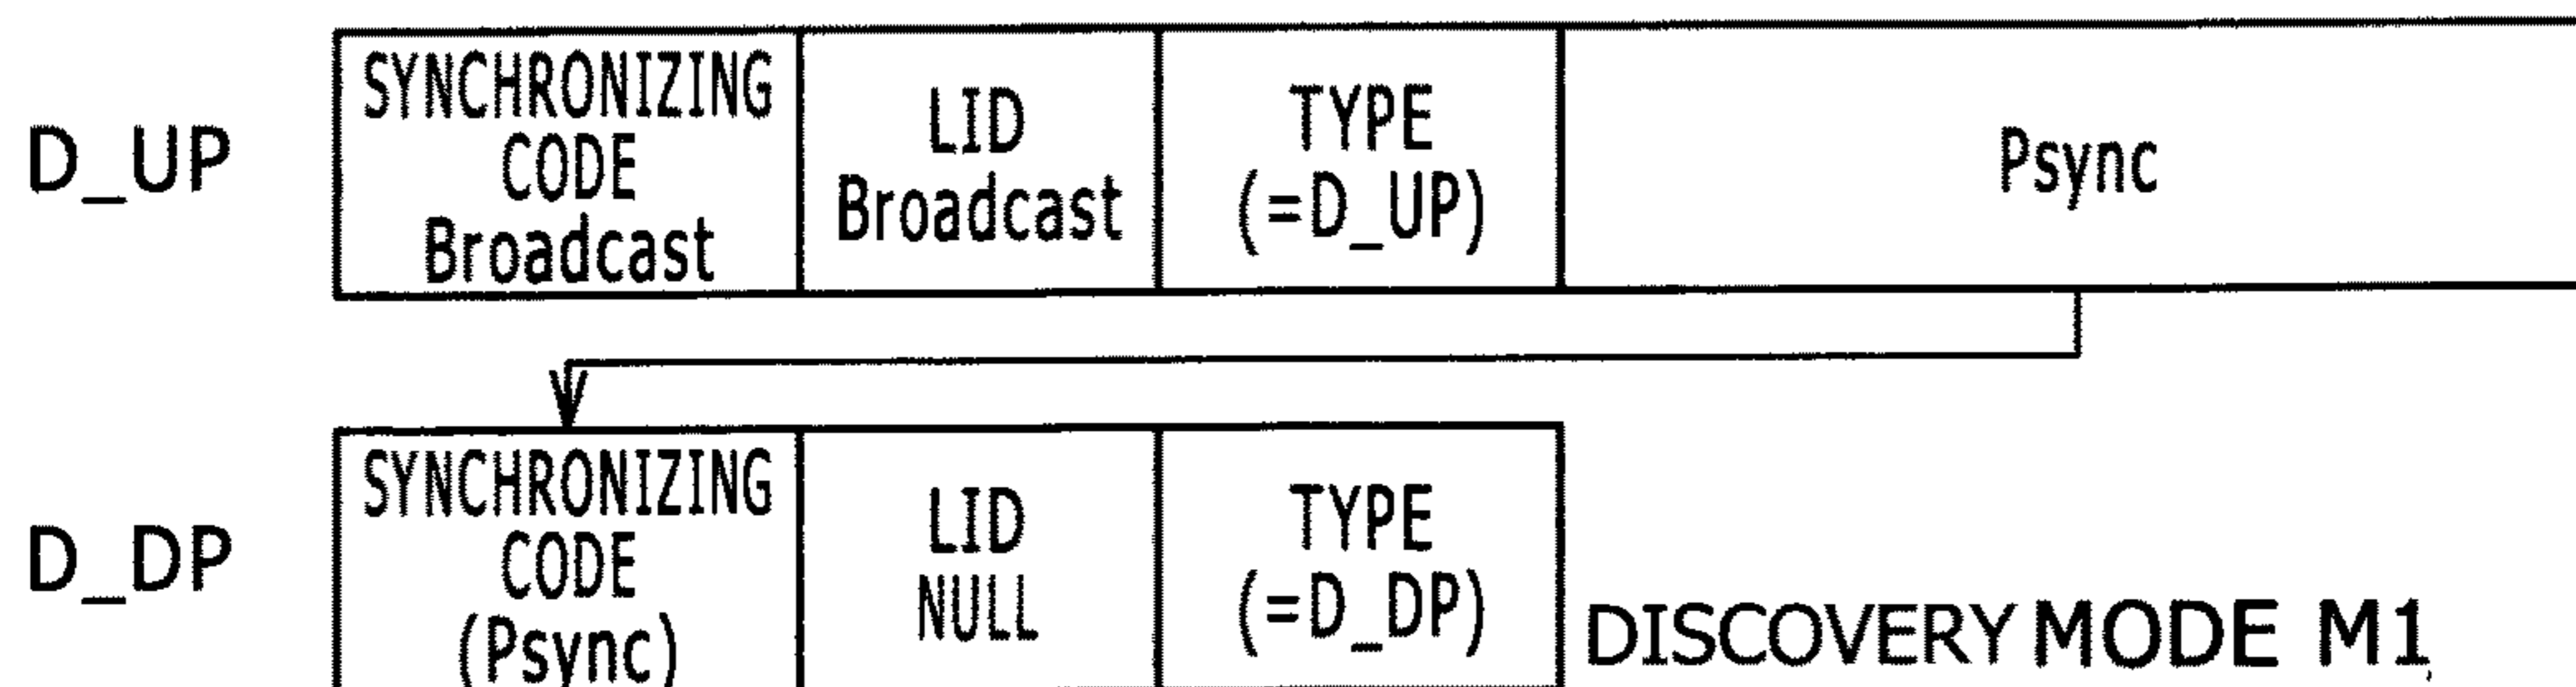 D_UP
SYNCHRONIZING
CODE
Broadcast
LID
Broadcast
TYPE
(=D_UP)
Psync
D_DP
SYNCHRONIZING
CODE
(Psync)
LID
NULL
TYPE
(=D_DP)
DISCOVERY MODE M1